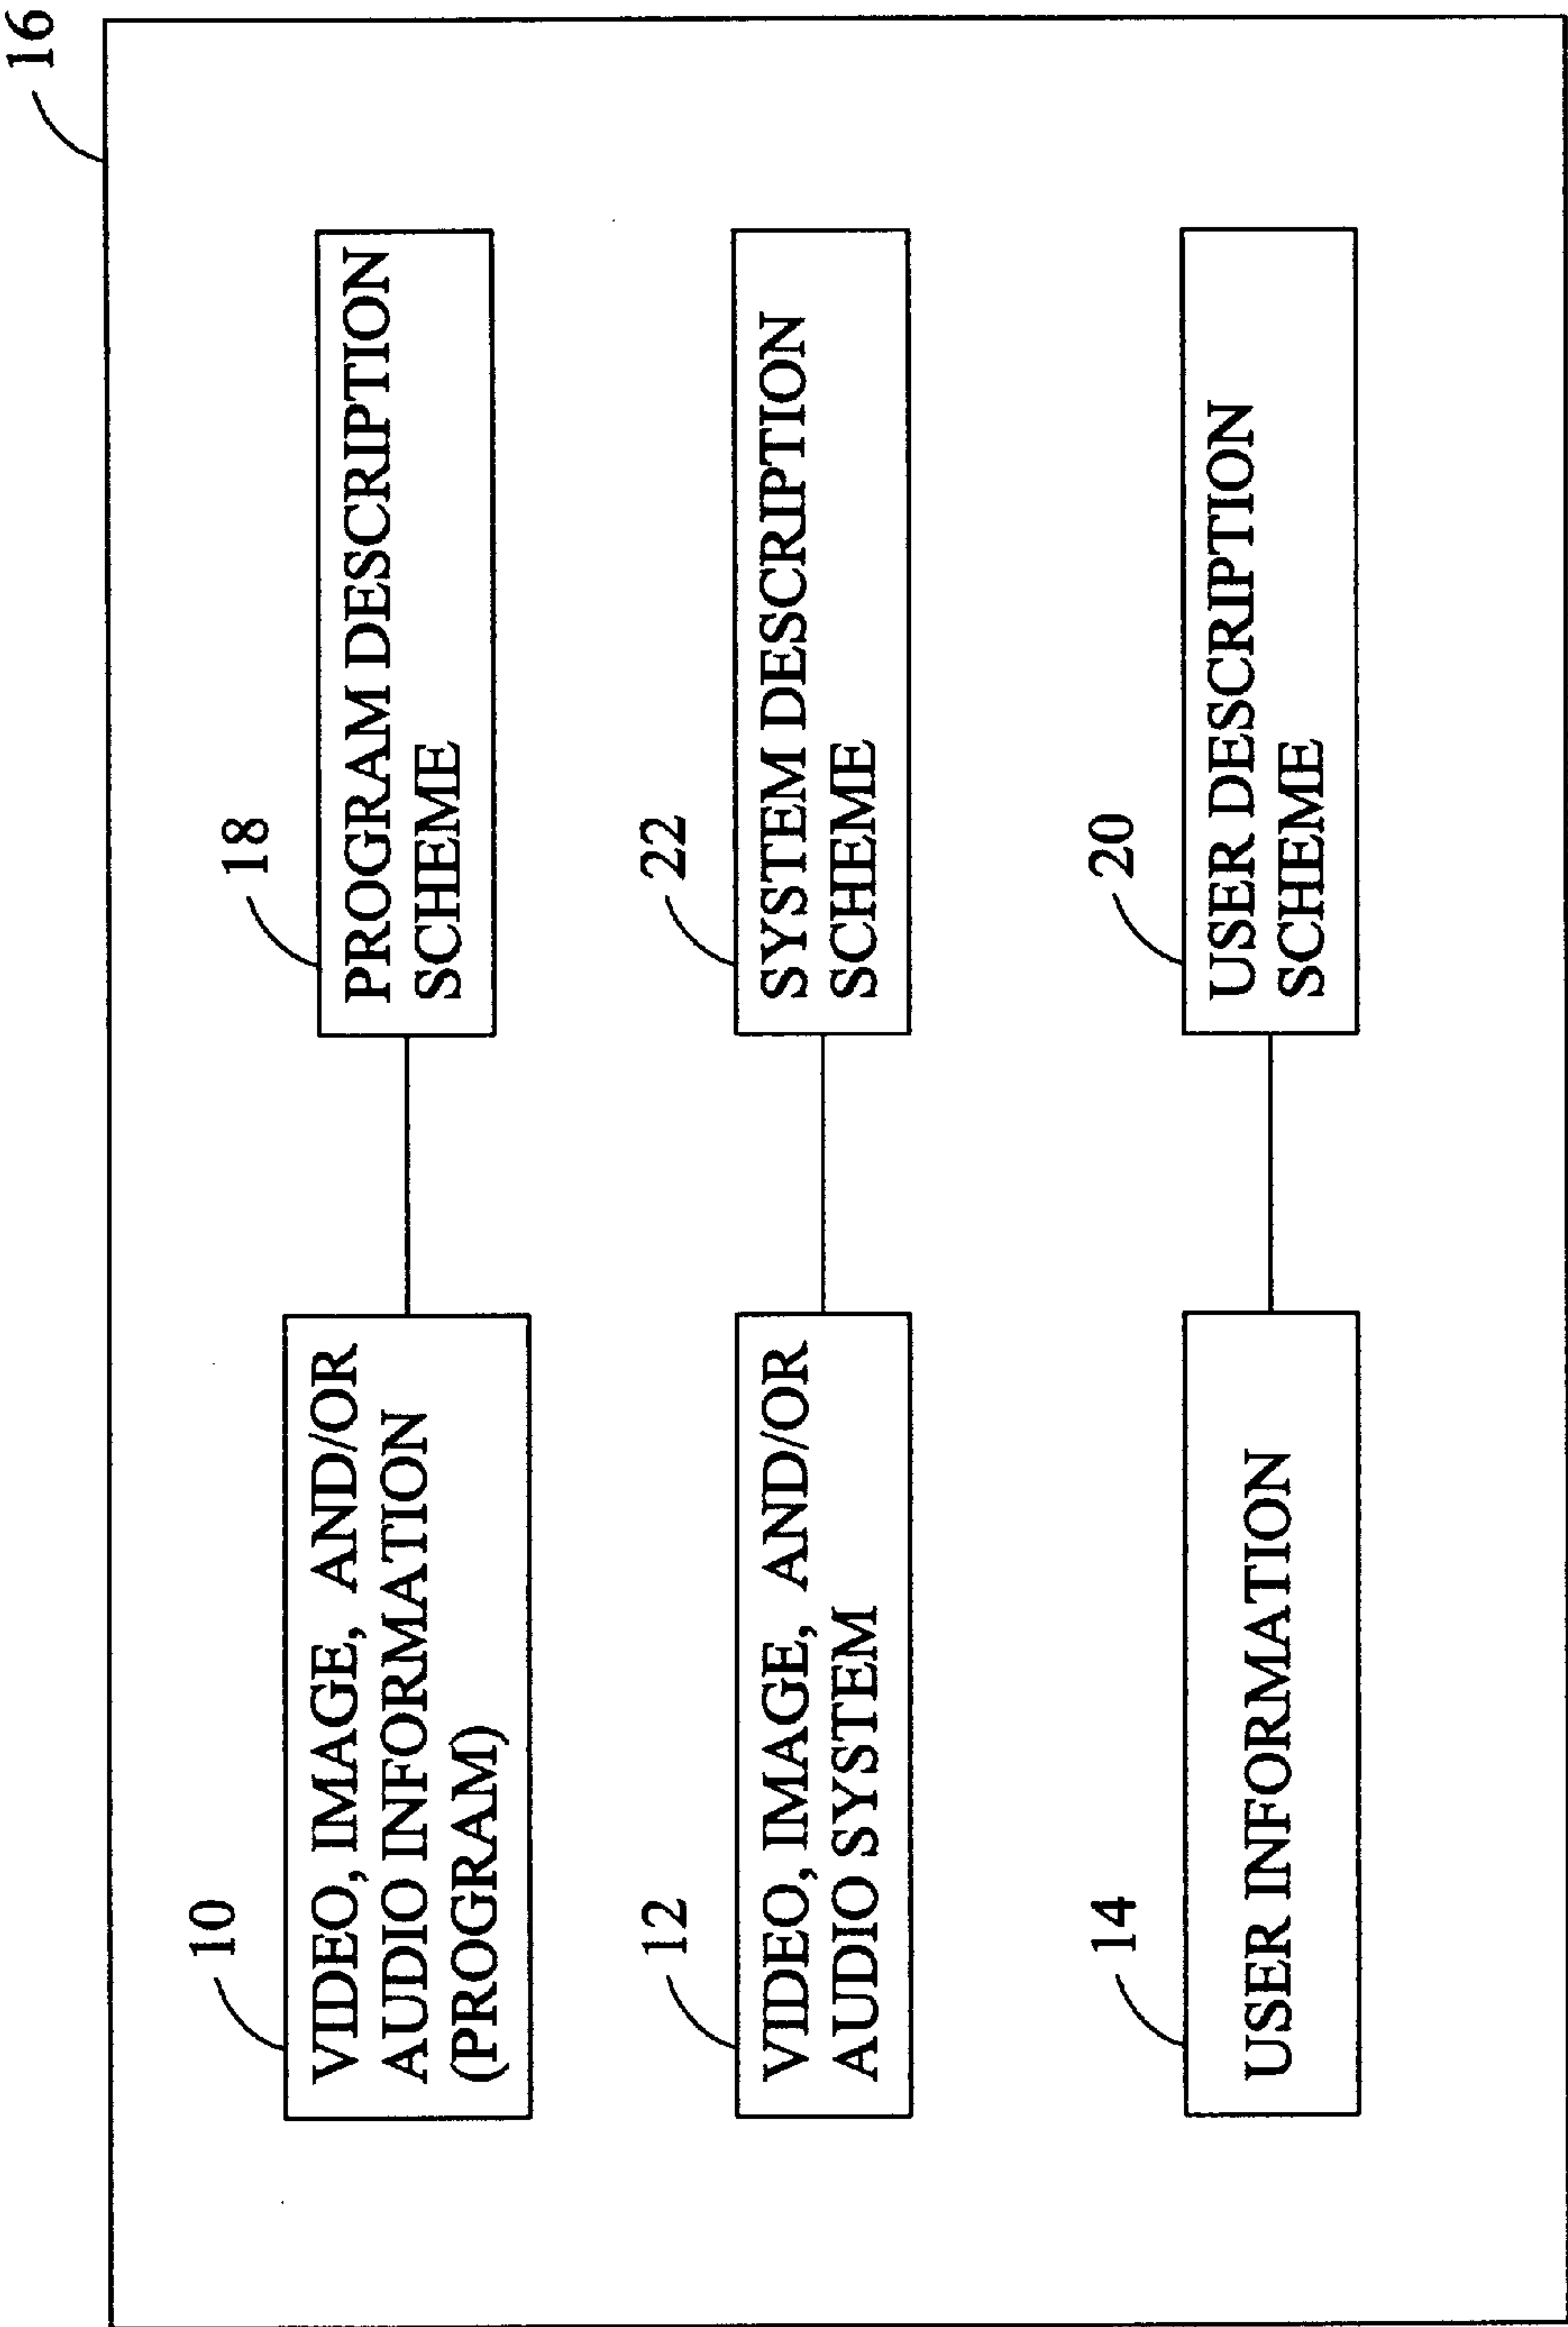 16
10
VIDEO, IMAGE, AND/OR
AUDIO INFORMATION
(PROGRAM)
18
PROGRAM DESCRIPTION
SCHEME
12
VIDEO, IMAGE, AND/OR
AUDIO SYSTEM
22
SYSTEM DESCRIPTION
SCHEME
14
USER INFORMATION
20
USER DESCRIPTION
SCHEME